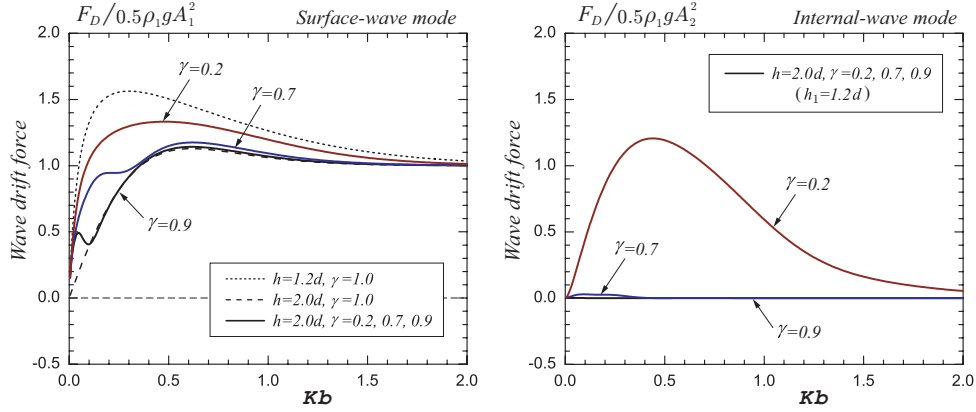 F_D/0.5ρ₁gA₁² Surface-wave mode
2.0
1.5
1.0
0.5
0.0
-0.5
Wave drift force
γ=0.2
γ=0.7
γ=0.9
h=1.2d, γ=1.0
h=2.0d, γ=1.0
h=2.0d, γ=0.2, 0.7, 0.9
0.0 0.5 1.0 1.5 2.0
Kb
F_D/0.5ρ₁gA₂² Internal-wave mode
2.0
1.5
1.0
0.5
0.0
-0.5
Wave drift force
h=2.0d, γ=0.2, 0.7, 0.9
(h₁=1.2d)
γ=0.2
γ=0.7
γ=0.9
0.0 0.5 1.0 1.5 2.0
Kb